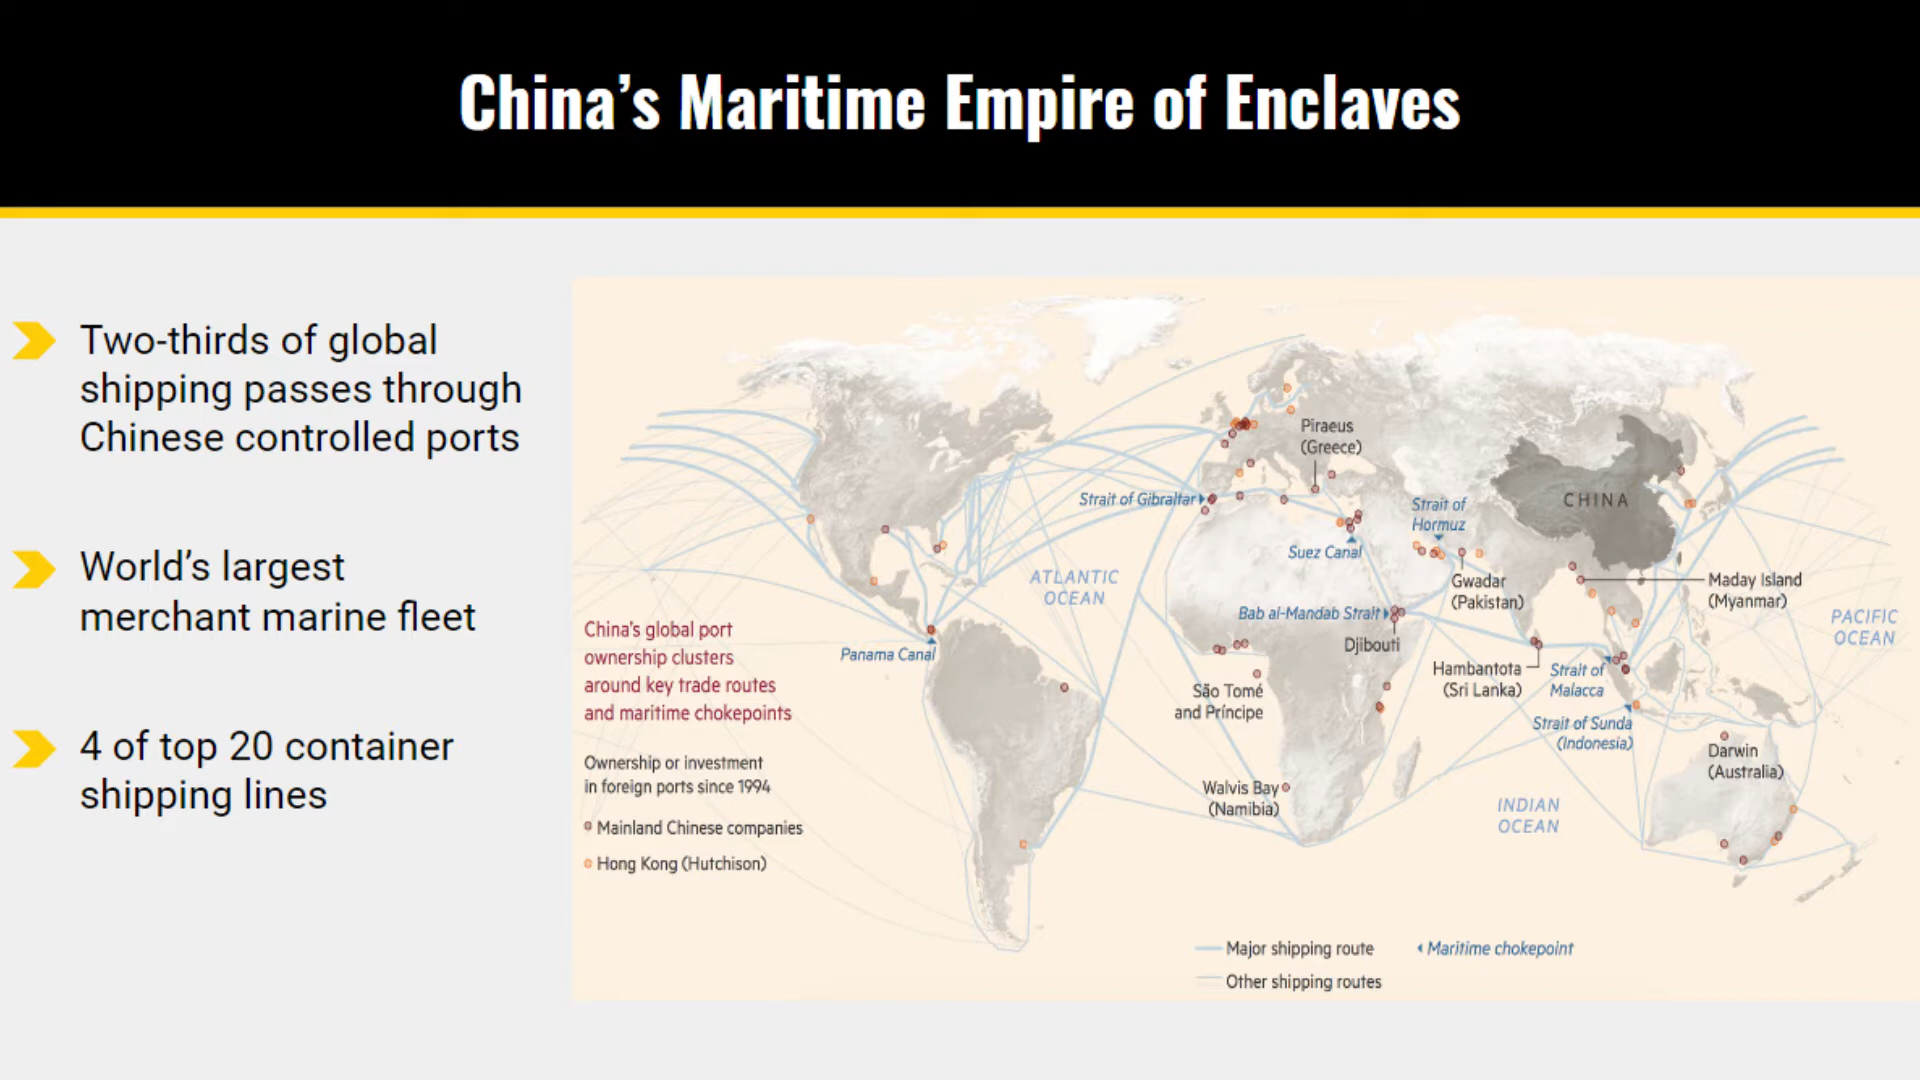 China's Maritime Empire of Enclaves
Two-thirds of global
shipping passes through
Chinese controlled ports
World's largest
merchant marine fleet
4 of top 20 container
shipping lines
Piraeus
(Greece)
Strait of Gibraltar
Strait of
Hormuz
CHINA
Suez Canal
ATLANTIC
OCEAN
Gwadar
(Pakistan)
Maday Island
(Myanmar)
Bab al-Mandab Strait
PACIFIC
OCEAN
Djibouti
China's global port
ownership clusters
around key trade routes
and maritime chokepoints
Panama Canal
Hambantota
(Sri Lanka)
Strait of
Malacca
São Tomé
and Príncipe
Strait of Sunda
(Indonesia)
Darwin
(Australia)
Ownership or investment
in foreign ports since 1994
Walvis Bay
(Namibia)
INDIAN
OCEAN
Mainland Chinese companies
Hong Kong (Hutchison)
Major shipping route
Maritime chokepoint
Other shipping routes